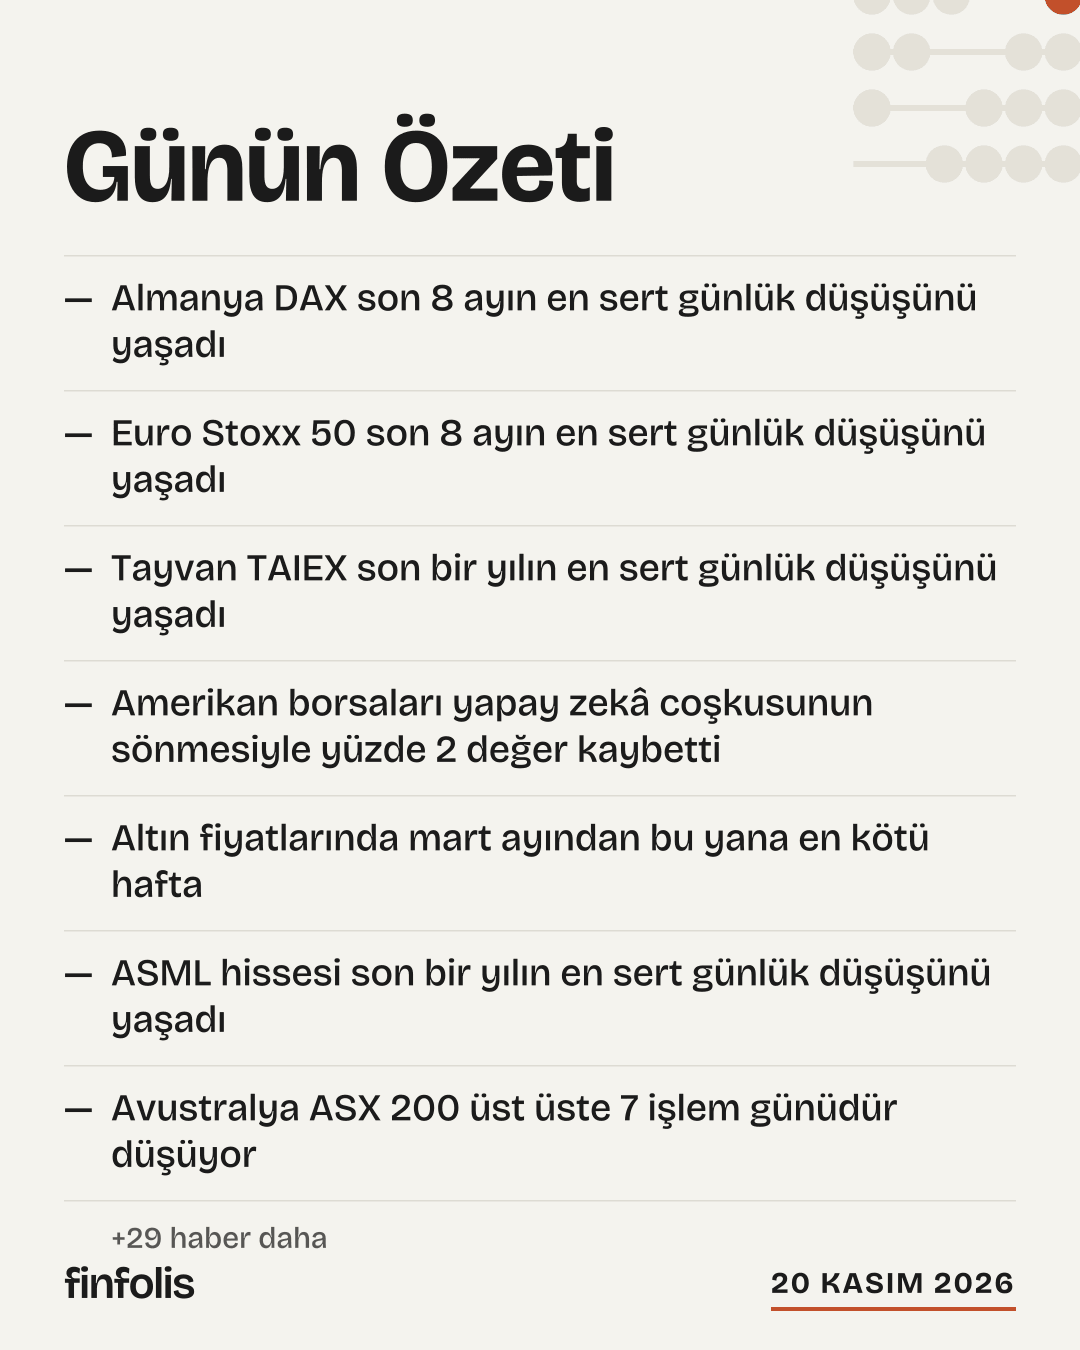 Günün Özeti
— Almanya DAX son 8 ayın en sert günlük düşüşünü
yaşadı
— Euro Stoxx 50 son 8 ayın en sert günlük düşüşünü
yaşadı
— Tayvan TAIEX son bir yılın en sert günlük düşüşünü
yaşadı
— Amerikan borsaları yapay zekâ coşkusunun
sönmesiyle yüzde 2 değer kaybetti
— Altın fiyatlarında mart ayından bu yana en kötü
hafta
— ASML hissesi son bir yılın en sert günlük düşüşünü
yaşadı
— Avustralya ASX 200 üst üste 7 işlem günüdür
düşüyor
+29 haber daha
finfolis
20 KASIM 2026